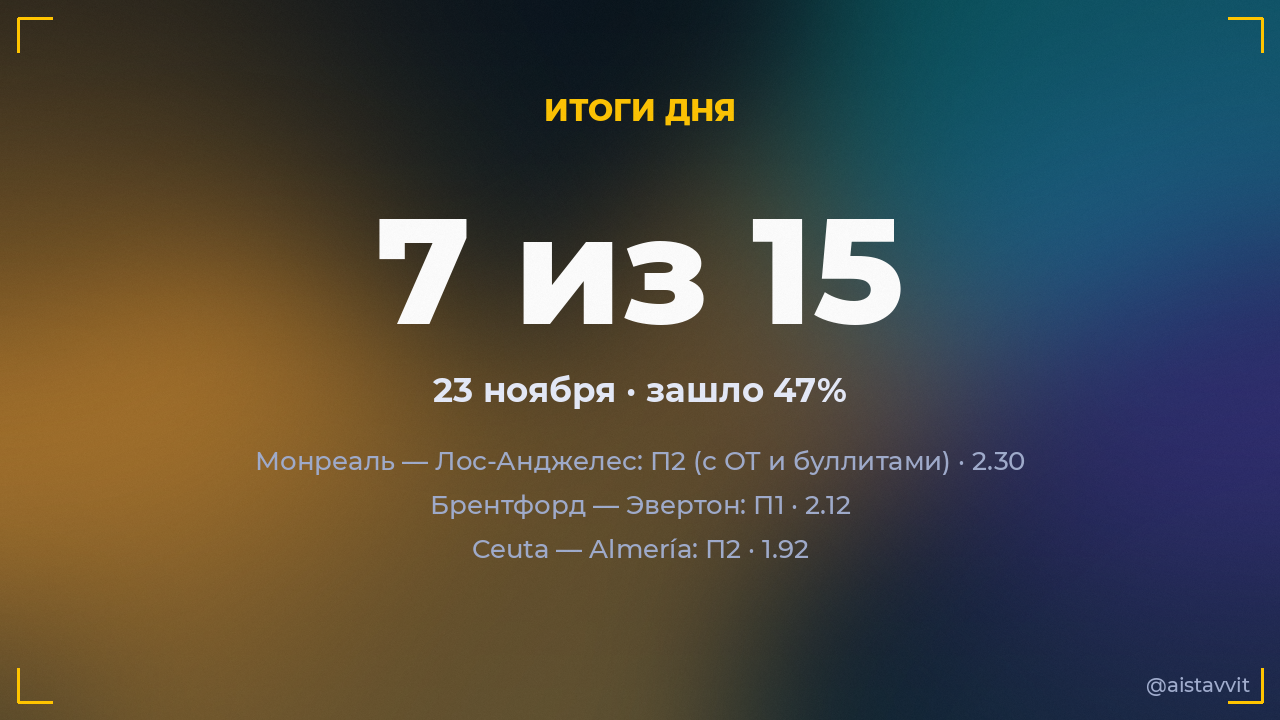 ИТОГИ ДНЯ
7 из 15
23 ноября · зашло 47%
Монреаль — Лос-Анджелес: П2 (с ОТ и буллитами) · 2.30
Брентфорд — Эвертон: П1 · 2.12
Ceuta — Almería: П2 · 1.92
@aistavvit